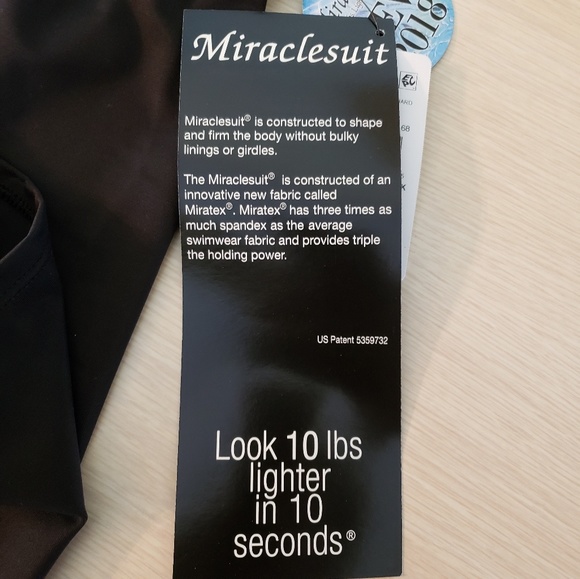 Miraclesuit
Miraclesuit® is constructed to shape
and firm the body without bulky
linings or girdles.
The Miraclesuit® is constructed of an
innovative new fabric called
Miratex®. Miratex® has three times as
much spandex as the average
swimwear fabric and provides triple
the holding power.
US Patent 5359732
Look 10 lbs
lighter
in 10
seconds®
2018
68